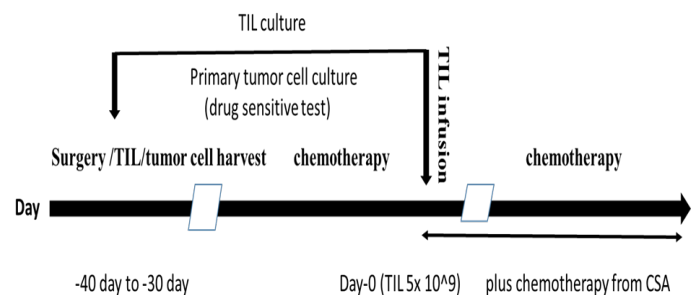 TIL culture
Primary tumor cell culture
(drug sensitive test)
TIL infusion
Surgery /TIL/tumor cell harvest chemotherapy chemotherapy
Day
-40 day to -30 day Day-0 (TIL 5x 10^9) plus chemotherapy from CSA